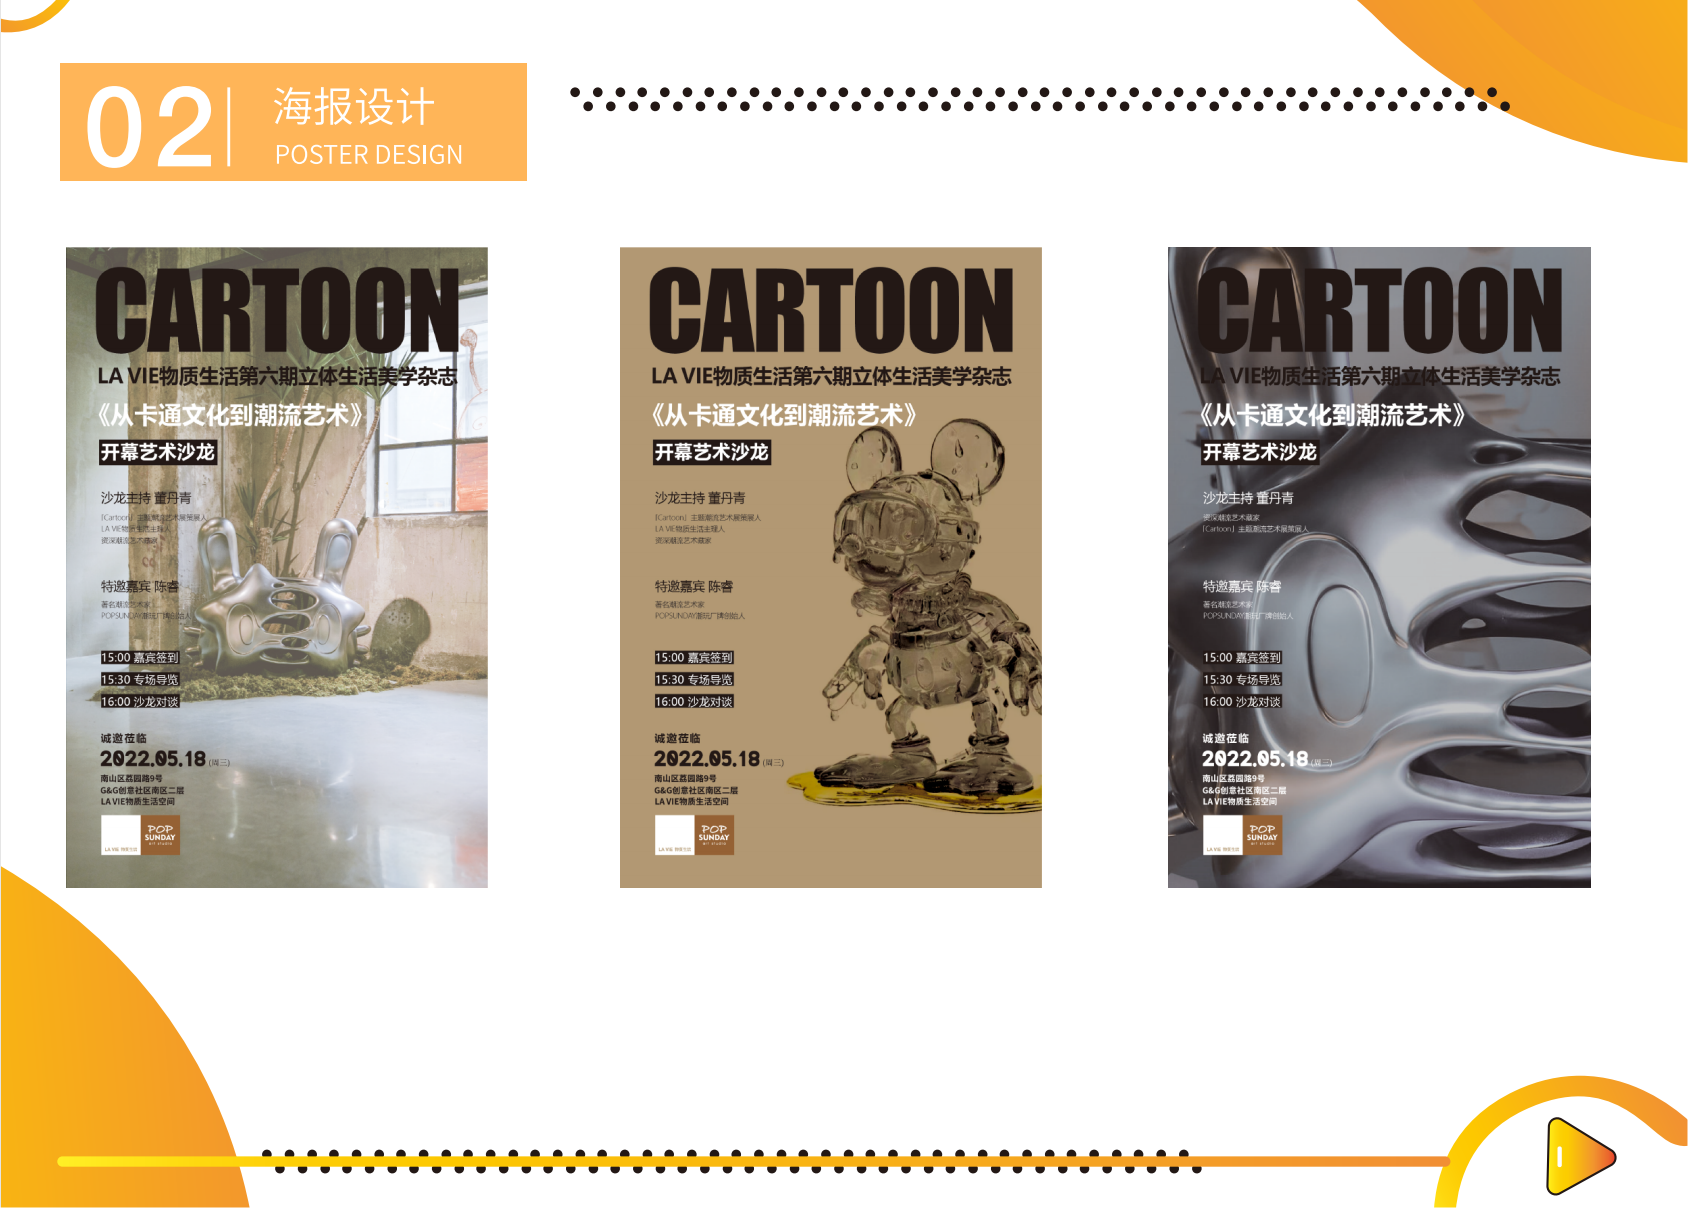 02
海报设计
POSTER DESIGN
CARTOON
LA VIE物质生活第六期立体生活美学杂志
《从卡通文化到潮流艺术》
开幕艺术沙龙
沙龙主持 董丹青
「Cartoon」主题潮流艺术展策展人
LA VIE物质生活主理人
资深潮流艺术藏家
特邀嘉宾 陈睿
著名潮流艺术家
POPSUNDAY潮玩厂牌创始人
15:00 嘉宾签到
15:30 专场导览
16:00 沙龙对谈
诚邀莅临
2022.05.18 (周三)
南山区荔园路9号
G&G创意社区南区二层
LA VIE物质生活空间
LA VIE 物质生活
POP
SUNDAY
art studio
CARTOON
LA VIE物质生活第六期立体生活美学杂志
《从卡通文化到潮流艺术》
开幕艺术沙龙
沙龙主持 董丹青
「Cartoon」主题潮流艺术展策展人
LA VIE物质生活主理人
资深潮流艺术藏家
特邀嘉宾 陈睿
著名潮流艺术家
POPSUNDAY潮玩厂牌创始人
15:00 嘉宾签到
15:30 专场导览
16:00 沙龙对谈
诚邀莅临
2022.05.18 (周三)
南山区荔园路9号
G&G创意社区南区二层
LA VIE物质生活空间
LA VIE 物质生活
POP
SUNDAY
art studio
CARTOON
LA VIE物质生活第六期立体生活美学杂志
《从卡通文化到潮流艺术》
开幕艺术沙龙
沙龙主持 董丹青
资深潮流艺术藏家
「Cartoon」主题潮流艺术展策展人
特邀嘉宾 陈睿
著名潮流艺术家
POPSUNDAY潮玩厂牌创始人
15:00 嘉宾签到
15:30 专场导览
16:00 沙龙对谈
诚邀莅临
2022.05.18 (周三)
南山区荔园路9号
G&G创意社区南区二层
LA VIE物质生活空间
LA VIE 物质生活
POP
SUNDAY
art studio